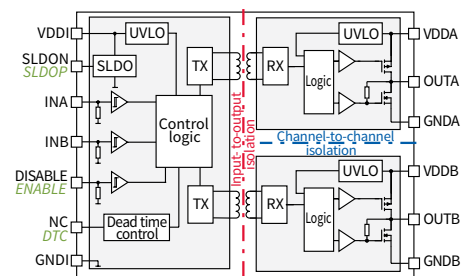 VDDI
UVLO
UVLO
VDDA
SLDON
SLDOP
SLDO
TX
RX
Logic
OUTA
INA
Control
logic
GNDA
INB
Input-to-output
isolation
Channel-to-channel
isolation
DISABLE
ENABLE
UVLO
VDDB
TX
RX
Logic
NC
DTC
Dead time
control
OUTB
GNDI
GNDB